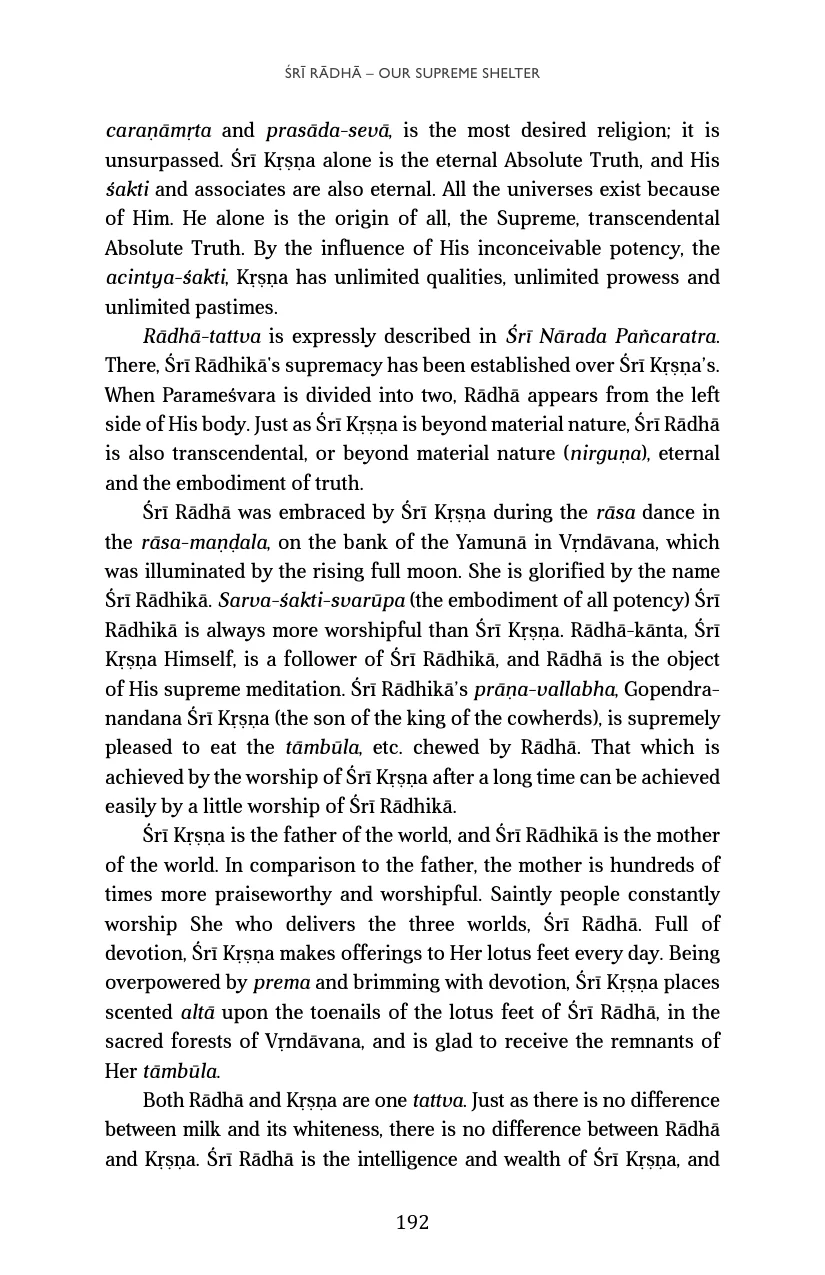 ŚRĪ RĀDHĀ – OUR SUPREME SHELTER
caraṇāmṛta and prasāda-sevā, is the most desired religion; it is
unsurpassed. Śrī Kṛṣṇa alone is the eternal Absolute Truth, and His
śakti and associates are also eternal. All the universes exist because
of Him. He alone is the origin of all, the Supreme, transcendental
Absolute Truth. By the influence of His inconceivable potency, the
acintya-śakti, Kṛṣṇa has unlimited qualities, unlimited prowess and
unlimited pastimes.
Rādhā-tattva is expressly described in Śrī Nārada Pañcaratra.
There, Śrī Rādhikā's supremacy has been established over Śrī Kṛṣṇa’s.
When Parameśvara is divided into two, Rādhā appears from the left
side of His body. Just as Śrī Kṛṣṇa is beyond material nature, Śrī Rādhā
is also transcendental, or beyond material nature (nirguṇa), eternal
and the embodiment of truth.
Śrī Rādhā was embraced by Śrī Kṛṣṇa during the rāsa dance in
the rāsa-maṇḍala, on the bank of the Yamunā in Vṛndāvana, which
was illuminated by the rising full moon. She is glorified by the name
Śrī Rādhikā. Sarva-śakti-svarūpa (the embodiment of all potency) Śrī
Rādhikā is always more worshipful than Śrī Kṛṣṇa. Rādhā-kānta, Śrī
Kṛṣṇa Himself, is a follower of Śrī Rādhikā, and Rādhā is the object
of His supreme meditation. Śrī Rādhikā’s prāṇa-vallabha, Gopendra-
nandana Śrī Kṛṣṇa (the son of the king of the cowherds), is supremely
pleased to eat the tāmbūla, etc. chewed by Rādhā. That which is
achieved by the worship of Śrī Kṛṣṇa after a long time can be achieved
easily by a little worship of Śrī Rādhikā.
Śrī Kṛṣṇa is the father of the world, and Śrī Rādhikā is the mother
of the world. In comparison to the father, the mother is hundreds of
times more praiseworthy and worshipful. Saintly people constantly
worship She who delivers the three worlds, Śrī Rādhā. Full of
devotion, Śrī Kṛṣṇa makes offerings to Her lotus feet every day. Being
overpowered by prema and brimming with devotion, Śrī Kṛṣṇa places
scented altā upon the toenails of the lotus feet of Śrī Rādhā, in the
sacred forests of Vṛndāvana, and is glad to receive the remnants of
Her tāmbūla.
Both Rādhā and Kṛṣṇa are one tattva. Just as there is no difference
between milk and its whiteness, there is no difference between Rādhā
and Kṛṣṇa. Śrī Rādhā is the intelligence and wealth of Śrī Kṛṣṇa, and
192